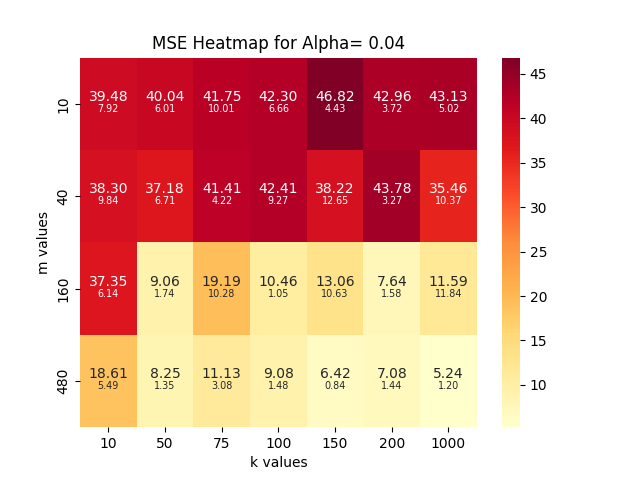 MSE Heatmap for Alpha= 0.04
39.48 40.04 41.75 42.30 46.82 42.96 43.13
7.92 6.01 10.01 6.66 4.43 3.72 5.02
38.30 37.18 41.41 42.41 38.22 43.78 35.46
9.84 6.71 4.22 9.27 12.65 3.27 10.37
37.35 9.06 19.19 10.46 13.06 7.64 11.59
6.14 1.74 10.28 1.05 10.63 1.58 11.84
18.61 8.25 11.13 9.08 6.42 7.08 5.24
5.49 1.35 3.08 1.48 0.84 1.44 1.20
10
40
160
480
m values
10 50 75 100 150 200 1000
k values
45
40
35
30
25
20
15
10